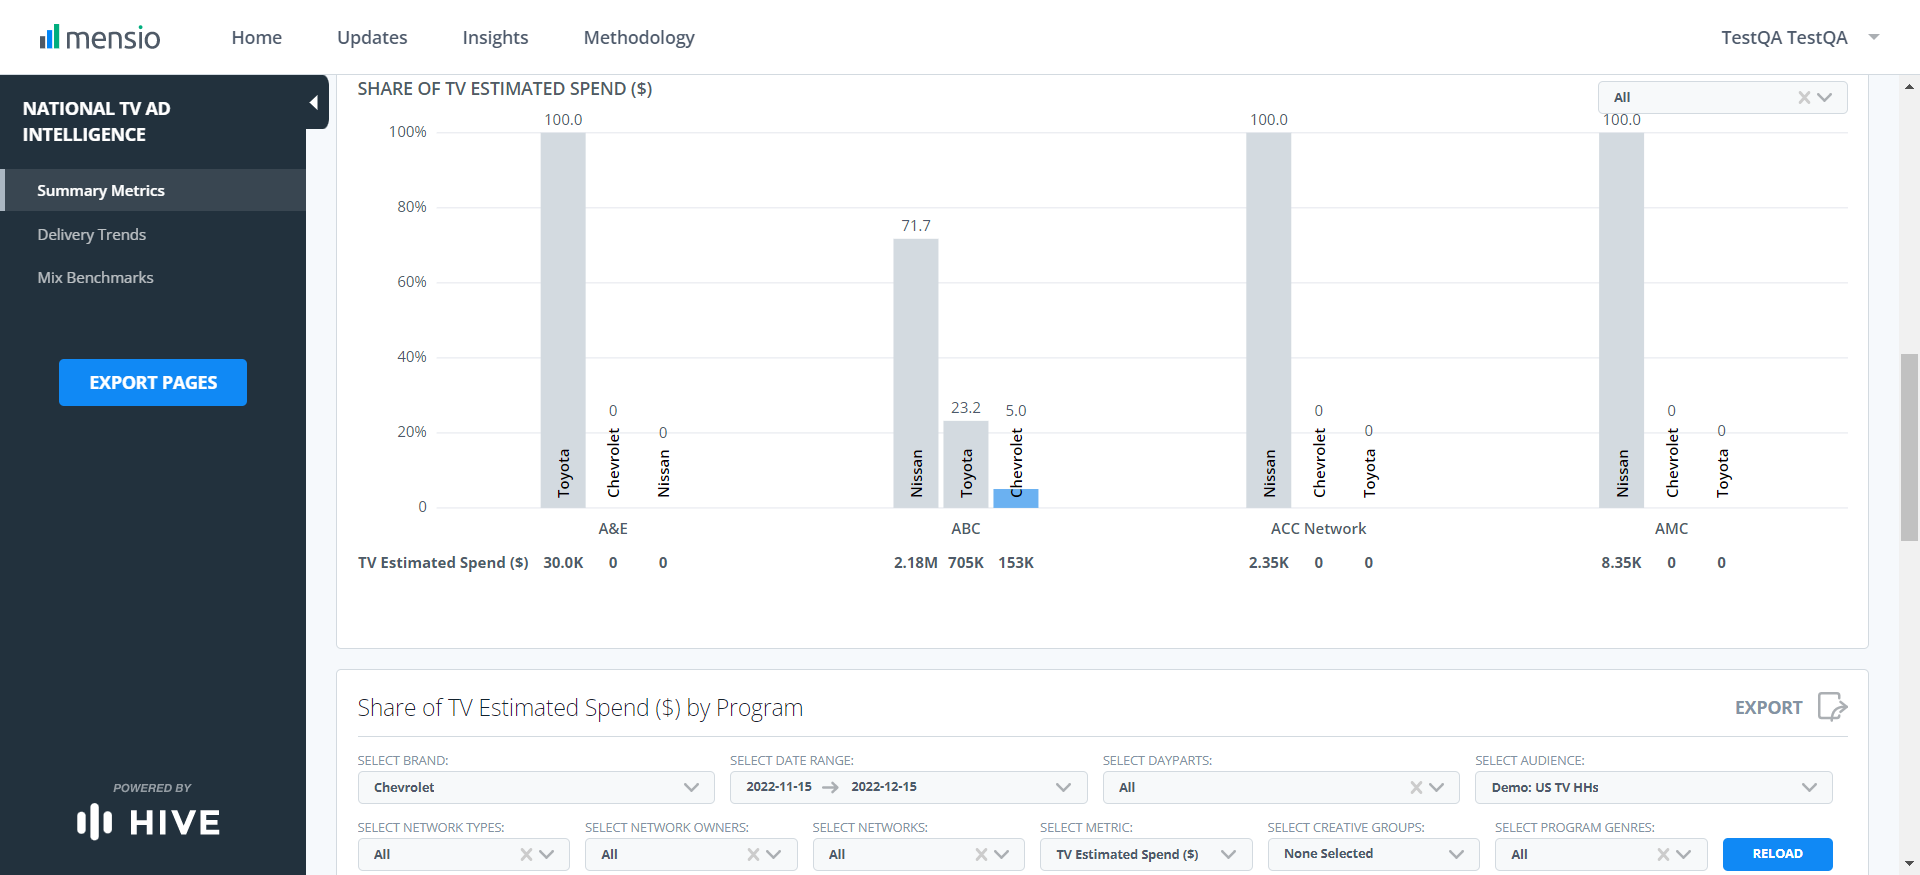 mensio
Home
Updates
Insights
Methodology
TestQA TestQA
NATIONAL TV AD
INTELLIGENCE
Summary Metrics
Delivery Trends
Mix Benchmarks
EXPORT PAGES
POWERED BY
HIVE
SHARE OF TV ESTIMATED SPEND ($)
All
100%
80%
60%
40%
20%
0
100.0
0
0
71.7
23.2
5.0
100.0
0
0
100.0
0
0
Toyota
Chevrolet
Nissan
Nissan
Toyota
Chevrolet
Nissan
Chevrolet
Toyota
Nissan
Chevrolet
Toyota
A&E
ABC
ACC Network
AMC
TV Estimated Spend ($) 30.0K 0 0 2.18M 705K 153K 2.35K 0 0 8.35K 0 0
Share of TV Estimated Spend ($) by Program
EXPORT
SELECT BRAND:
Chevrolet
SELECT DATE RANGE:
2022-11-15 → 2022-12-15
SELECT DAYPARTS:
All
SELECT AUDIENCE:
Demo: US TV HHs
SELECT NETWORK TYPES:
All
SELECT NETWORK OWNERS:
All
SELECT NETWORKS:
All
SELECT METRIC:
TV Estimated Spend ($)
SELECT CREATIVE GROUPS:
None Selected
SELECT PROGRAM GENRES:
All
RELOAD